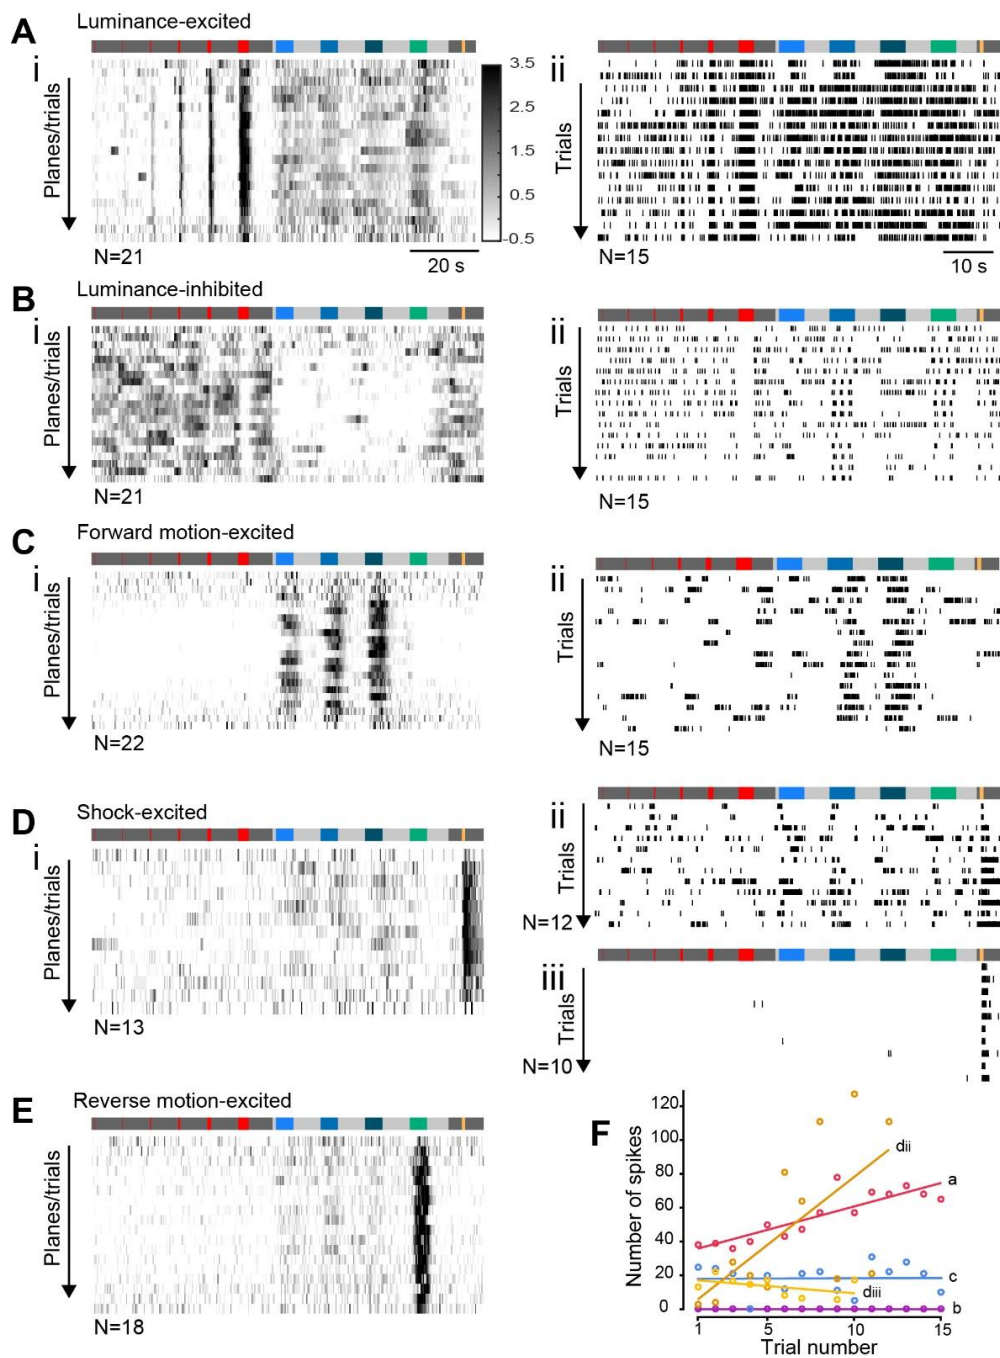 A
Luminance-excited
i
Planes/trials
N=21
20 s
3.5
2.5
1.5
0.5
-0.5
ii
Trials
N=15
10 s
B
Luminance-inhibited
i
Planes/trials
N=21
ii
Trials
N=15
C
Forward motion-excited
i
Planes/trials
N=22
ii
Trials
N=15
D
Shock-excited
i
Planes/trials
N=13
ii
Trials
N=12
iii
Trials
N=10
E
Reverse motion-excited
Planes/trials
N=18
F
Number of spikes
120
100
80
60
40
20
0
1
5
10
15
Trial number
dii
a
c
diii
b